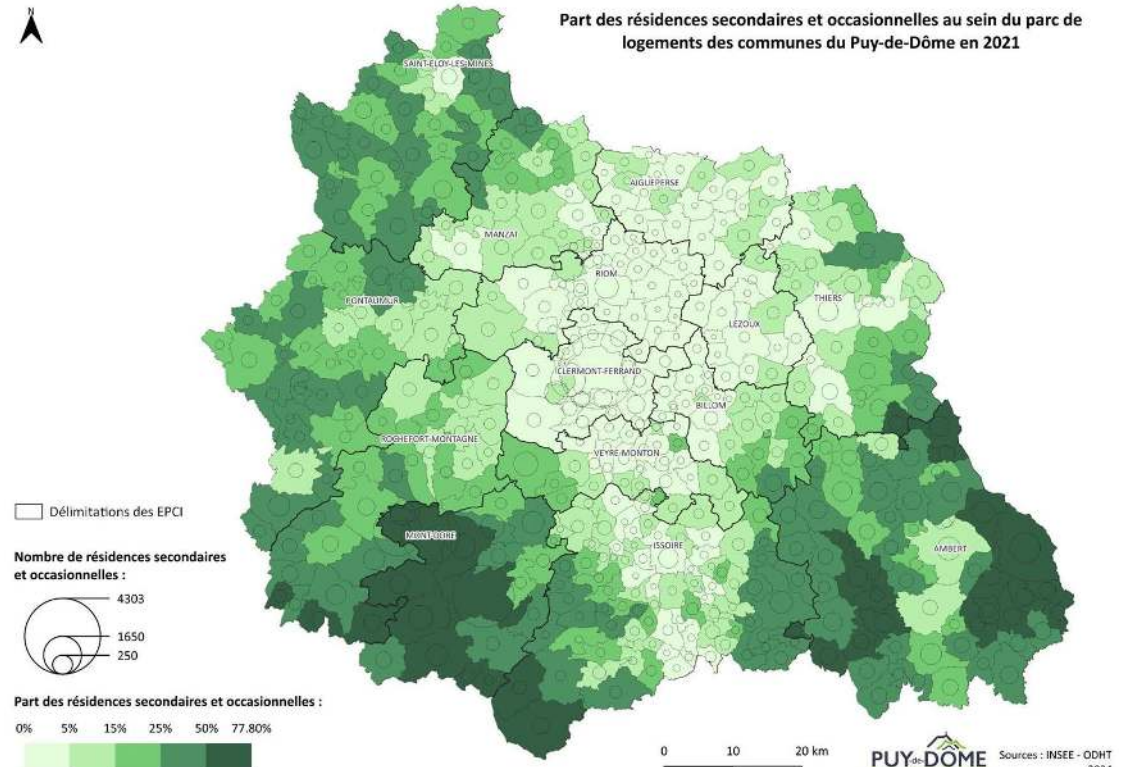 N
Part des résidences secondaires et occasionnelles au sein du parc de
logements des communes du Puy-de-Dôme en 2021
SAINT-ELOY-LES-MINES
AIGUEPERSE
MANZAT
RIOM
PONTAUMUR
THIERS
LEZOUX
CLERMONT-FERRAND
BILLOM
ROCHEFORT-MONTAGNE
VEYRE-MONTON
MONT-DORE
ISSOIRE
AMBERT
Délimitations des EPCI
Nombre de résidences secondaires
et occasionnelles :
4303
1650
250
Part des résidences secondaires et occasionnelles :
0% 5% 15% 25% 50% 77.80%
0 10 20 km
PUY-de-DÔME
Sources : INSEE - ODHT